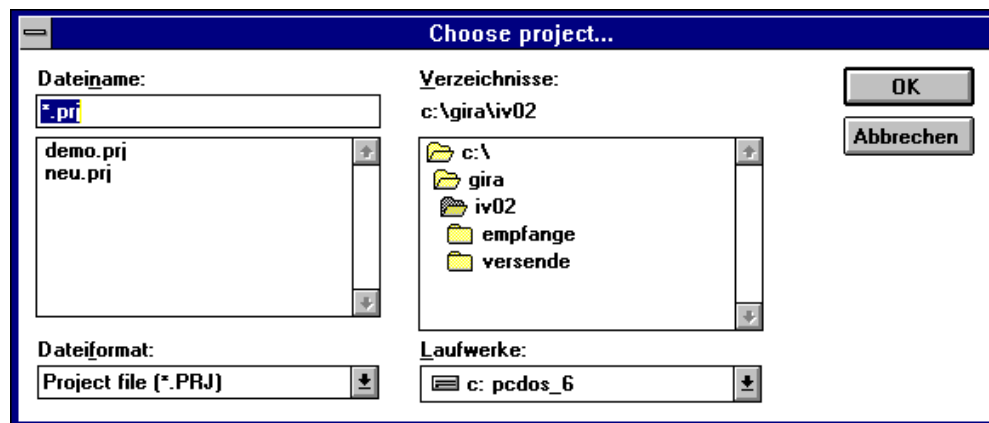 Choose project...
Dateiname:
*.prj
demo.prj
neu.prj
Dateiformat:
Project file (*.PRJ)
Verzeichnisse:
c:\gira\iv02
c:\
gira
iv02
empfange
versende
Laufwerke:
c: pcdos_6
OK
Abbrechen